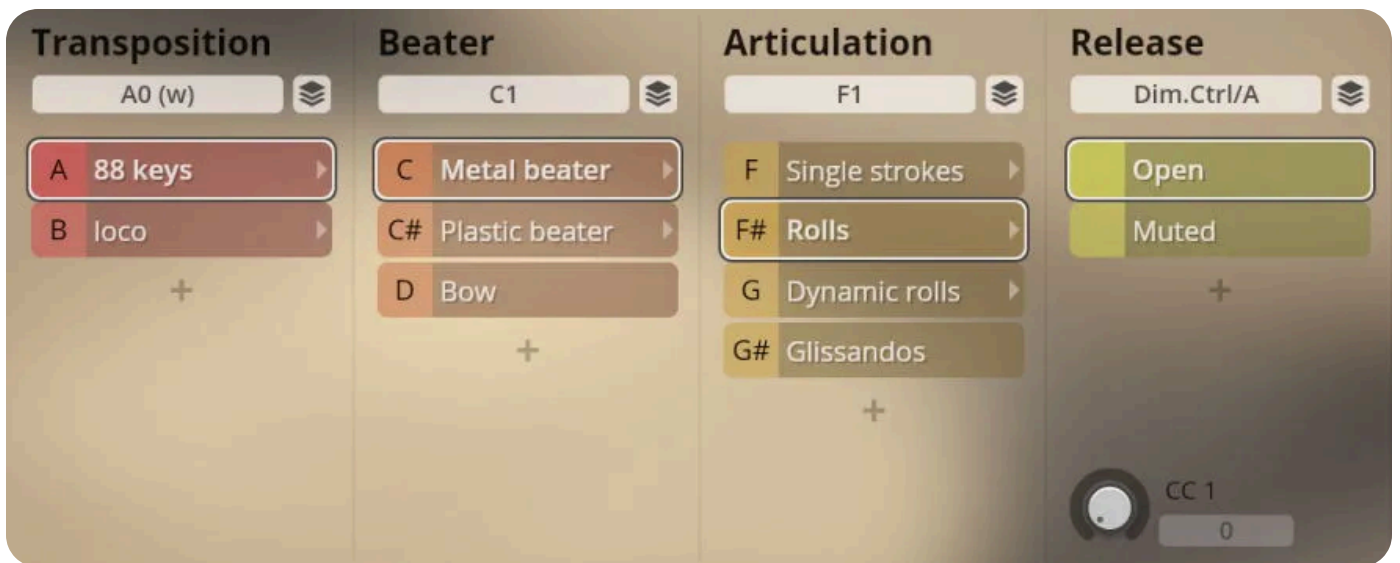 Transposition
A0 (w)
A 88 keys
B loco
+
Beater
C1
C Metal beater
C# Plastic beater
D Bow
+
Articulation
F1
F Single strokes
F# Rolls
G Dynamic rolls
G# Glissandos
+
Release
Dim.Ctrl/A
Open
Muted
+
CC 1
0